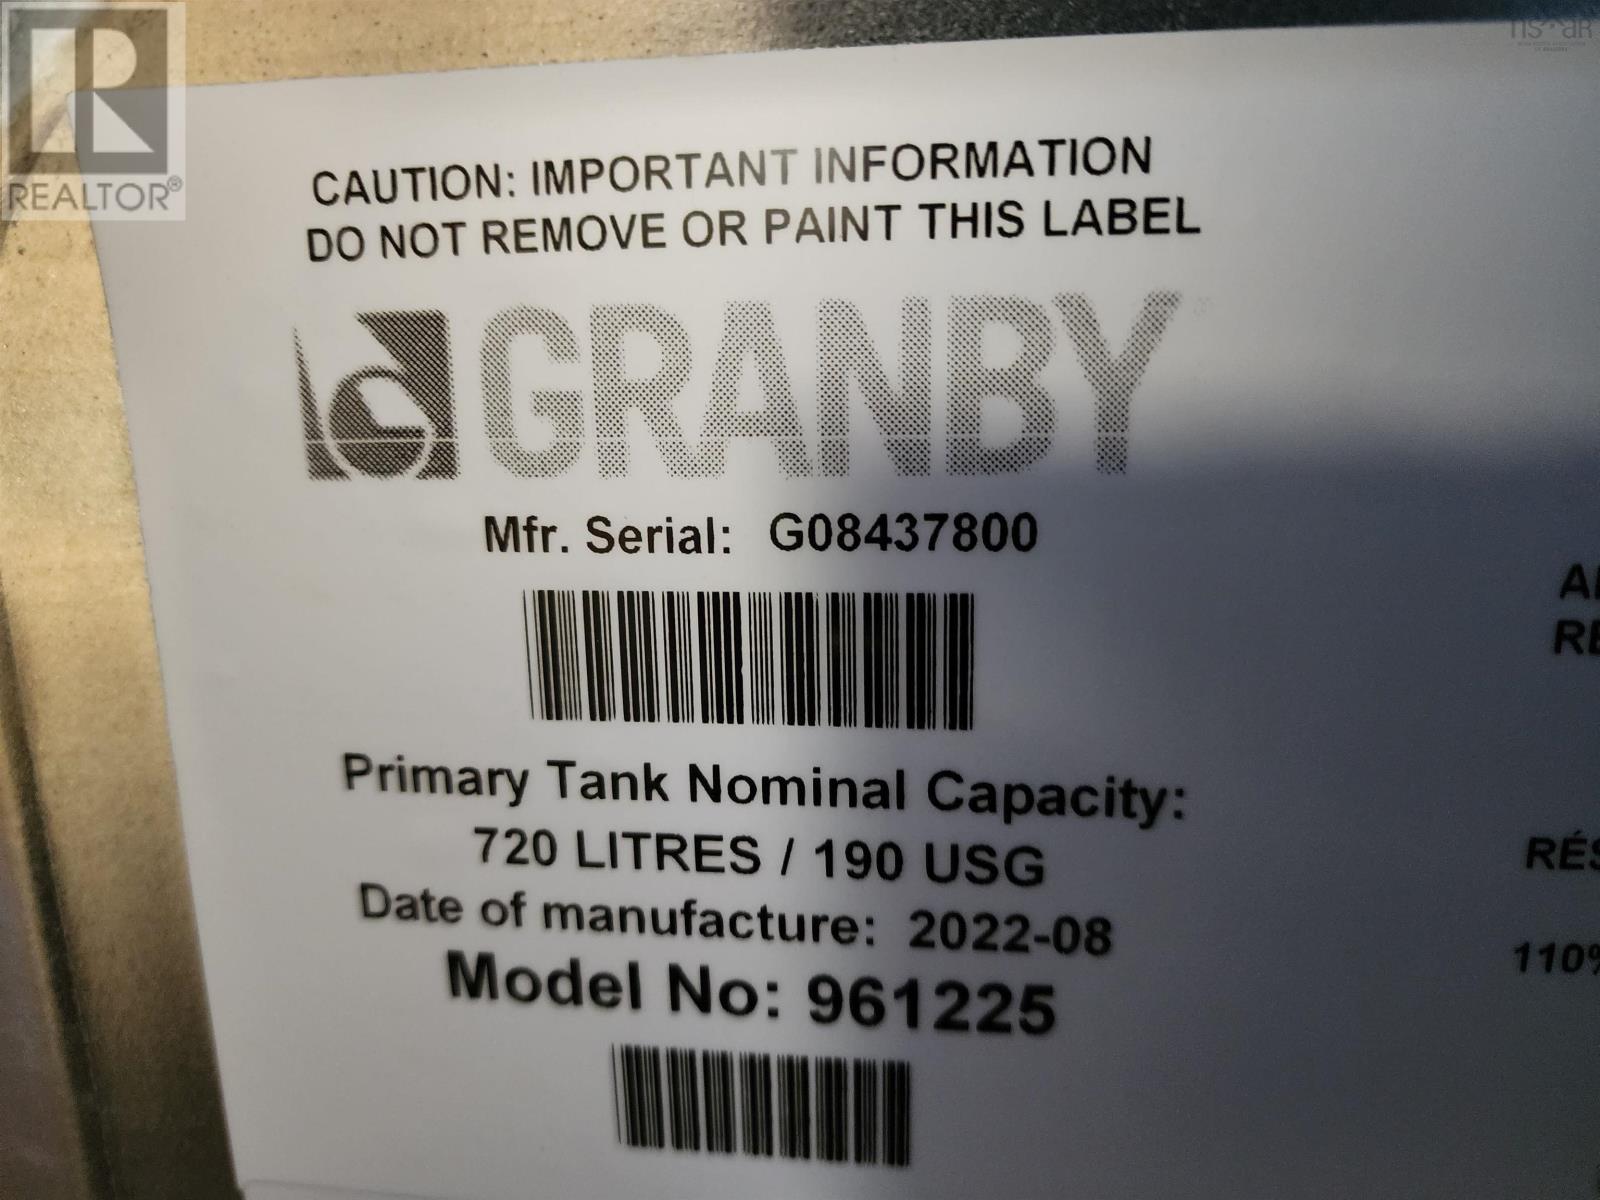 REALTOR®
CAUTION: IMPORTANT INFORMATION
DO NOT REMOVE OR PAINT THIS LABEL
GRANBY
Mfr. Serial: G08437800
Primary Tank Nominal Capacity:
720 LITRES / 190 USG
Date of manufacture: 2022-08
Model No: 961225
110%